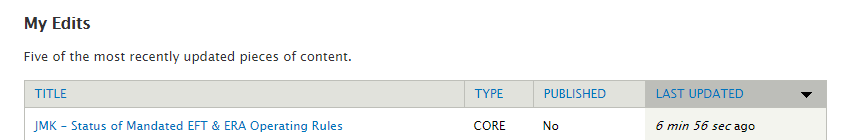 My Edits
Five of the most recently updated pieces of content.
TITLE TYPE PUBLISHED LAST UPDATED
JMK - Status of Mandated EFT & ERA Operating Rules CORE No 6 min 56 sec ago